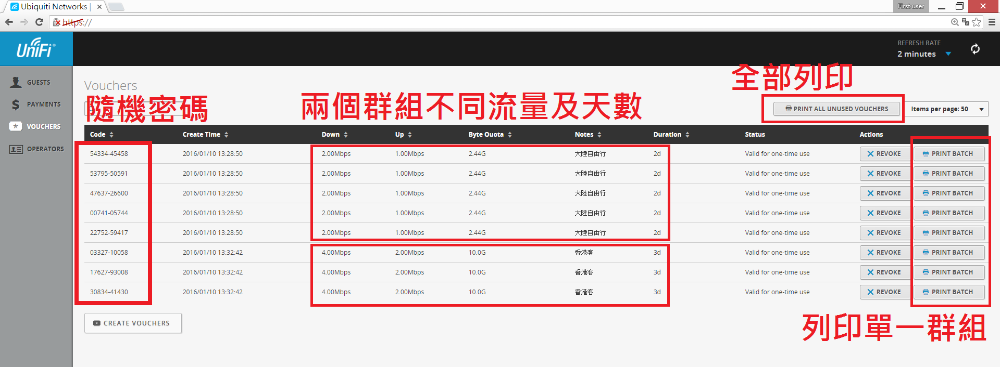 Ubiquiti Networks |
First user
https://
UniFi
REFRESH RATE
2 minutes
全部列印
GUESTS
PAYMENTS
VOUCHERS
OPERATORS
Vouchers
隨機密碼
兩個群組不同流量及天數
PRINT ALL UNUSED VOUCHERS
Items per page: 50
Code Create Time Down Up Byte Quota Notes Duration Status Actions
54334-45458 2016/01/10 13:28:50 2.00Mbps 1.00Mbps 2.44G 大陸自由行 2d Valid for one-time use REVOKE PRINT BATCH
53795-50591 2016/01/10 13:28:50 2.00Mbps 1.00Mbps 2.44G 大陸自由行 2d Valid for one-time use REVOKE PRINT BATCH
47637-26600 2016/01/10 13:28:50 2.00Mbps 1.00Mbps 2.44G 大陸自由行 2d Valid for one-time use REVOKE PRINT BATCH
00741-05744 2016/01/10 13:28:50 2.00Mbps 1.00Mbps 2.44G 大陸自由行 2d Valid for one-time use REVOKE PRINT BATCH
22752-59417 2016/01/10 13:28:50 2.00Mbps 1.00Mbps 2.44G 大陸自由行 2d Valid for one-time use REVOKE PRINT BATCH
03327-10058 2016/01/10 13:32:42 4.00Mbps 2.00Mbps 10.0G 香港客 3d Valid for one-time use REVOKE PRINT BATCH
17627-93008 2016/01/10 13:32:42 4.00Mbps 2.00Mbps 10.0G 香港客 3d Valid for one-time use REVOKE PRINT BATCH
30834-41430 2016/01/10 13:32:42 4.00Mbps 2.00Mbps 10.0G 香港客 3d Valid for one-time use REVOKE PRINT BATCH
CREATE VOUCHERS
列印單一群組